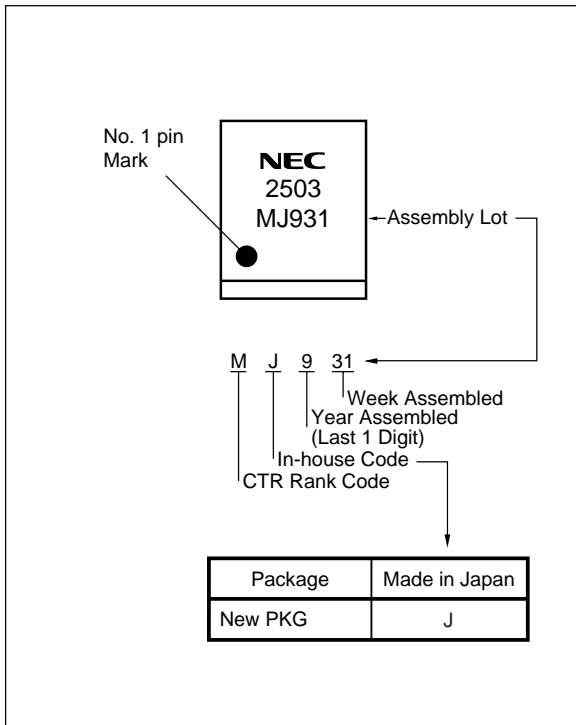 No. 1 pin
Mark
NEC
2503
MJ931
Assembly Lot
M J 9 31
Week Assembled
Year Assembled
(Last 1 Digit)
In-house Code
CTR Rank Code
Package Made in Japan
New PKG J